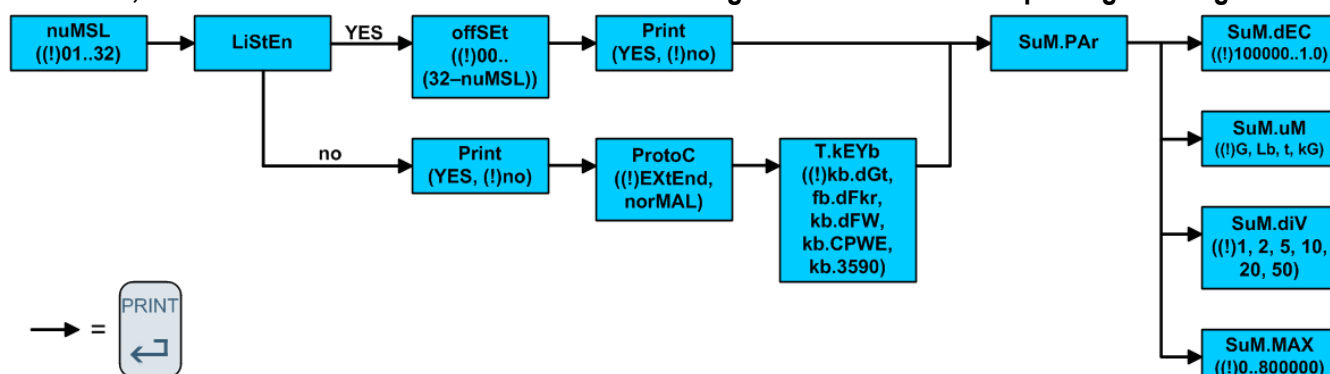 nuMSL
((!)01..32)
LiStEn
YES
offSEt
((!)00..
(32–nuMSL))
Print
(YES, (!)no)
SuM.PAr
SuM.dEC
((!)100000..1.0)
no
Print
(YES, (!)no)
ProtoC
((!)EXtEnd,
norMAL)
T.kEYb
((!)kb.dGt,
fb.dFkr,
kb.dFW,
kb.CPWE,
kb.3590)
SuM.uM
((!)G, Lb, t, kG)
SuM.diV
((!)1, 2, 5, 10,
20, 50)
SuM.MAX
((!)0..800000)
=
PRINT